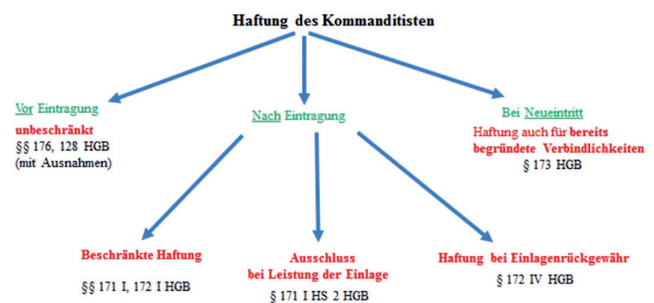 Haftung des Kommanditisten
Vor Eintragung
unbeschränkt
§§ 176, 128 HGB
(mit Ausnahmen)
Nach Eintragung
Bei Neueintritt
Haftung auch für bereits
begründete Verbindlichkeiten
§ 173 HGB
Beschränkte Haftung
§§ 171 I, 172 I HGB
Ausschluss
bei Leistung der Einlage
§ 171 I HS 2 HGB
Haftung bei Einlagenrückgewähr
§ 172 IV HGB